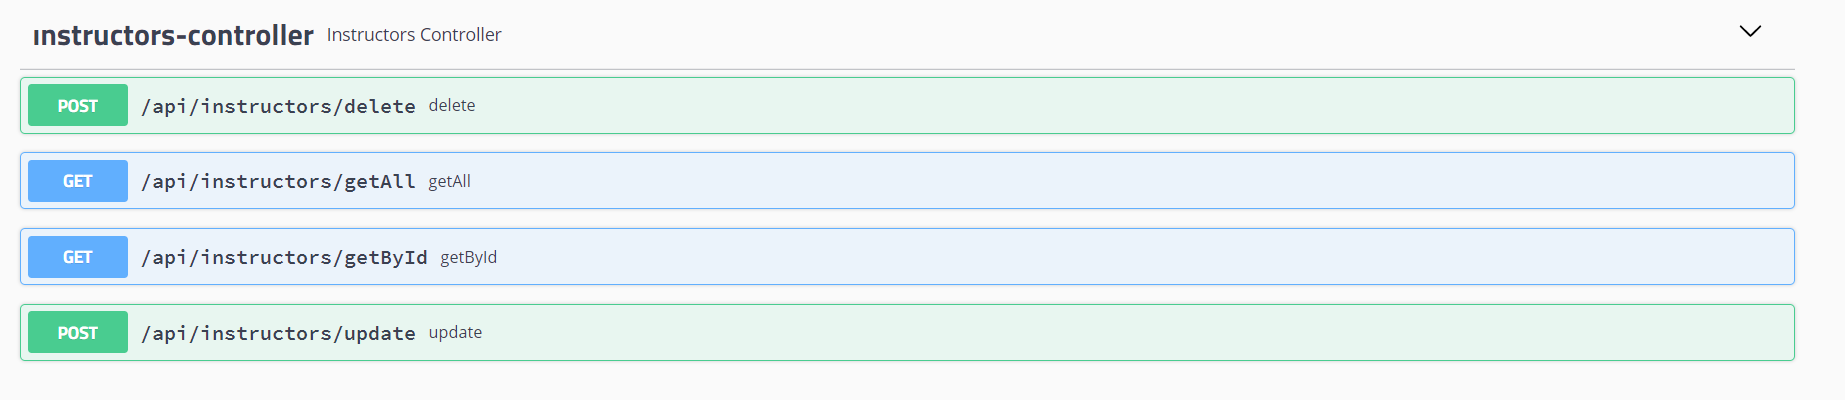 ınstructors-controller Instructors Controller
POST /api/instructors/delete delete
GET /api/instructors/getAll getAll
GET /api/instructors/getById getById
POST /api/instructors/update update